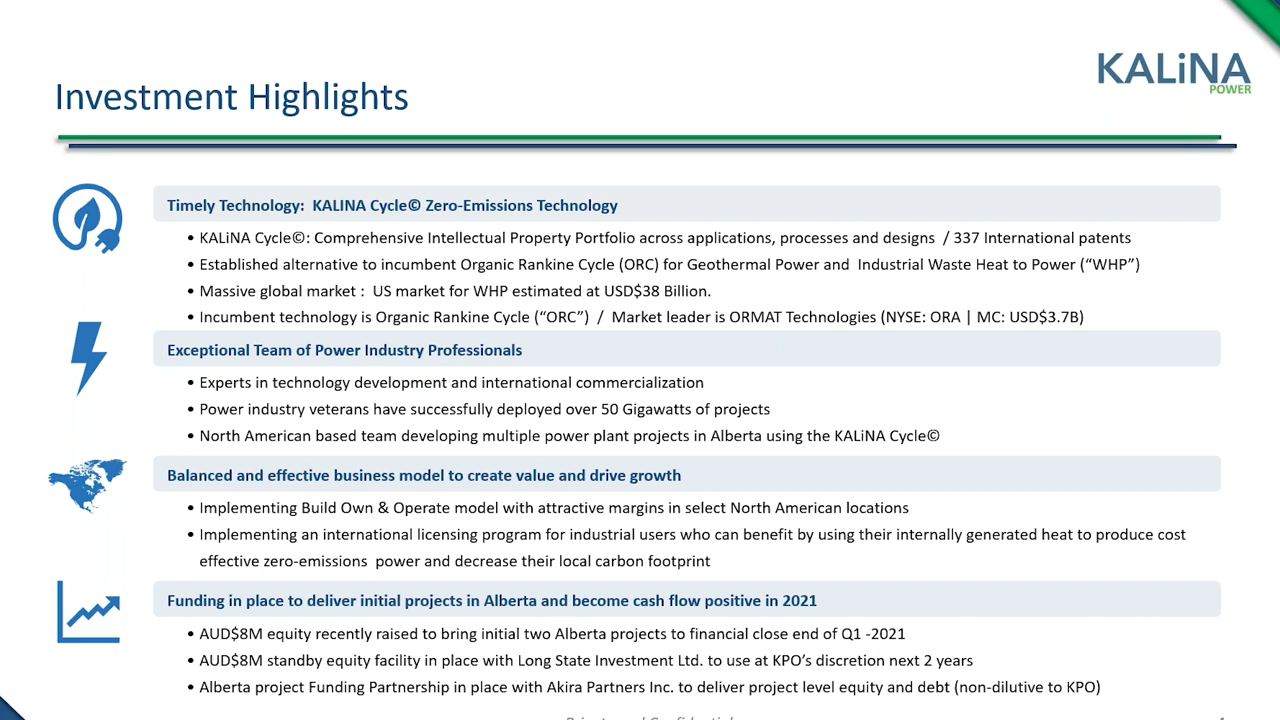 KALiNA
POWER
Investment Highlights
Timely Technology:  KALINA Cycle© Zero-Emissions Technology
• KALiNA Cycle©: Comprehensive Intellectual Property Portfolio across applications, processes and designs  / 337 International patents
• Established alternative to incumbent Organic Rankine Cycle (ORC) for Geothermal Power and  Industrial Waste Heat to Power (“WHP”)
• Massive global market :  US market for WHP estimated at USD$38 Billion.
• Incumbent technology is Organic Rankine Cycle (“ORC”)  /  Market leader is ORMAT Technologies (NYSE: ORA | MC: USD$3.7B)
Exceptional Team of Power Industry Professionals
• Experts in technology development and international commercialization
• Power industry veterans have successfully deployed over 50 Gigawatts of projects
• North American based team developing multiple power plant projects in Alberta using the KALiNA Cycle©
Balanced and effective business model to create value and drive growth
• Implementing Build Own & Operate model with attractive margins in select North American locations
• Implementing an international licensing program for industrial users who can benefit by using their internally generated heat to produce cost
effective zero-emissions  power and decrease their local carbon footprint
Funding in place to deliver initial projects in Alberta and become cash flow positive in 2021
• AUD$8M equity recently raised to bring initial two Alberta projects to financial close end of Q1 -2021
• AUD$8M standby equity facility in place with Long State Investment Ltd. to use at KPO’s discretion next 2 years
• Alberta project Funding Partnership in place with Akira Partners Inc. to deliver project level equity and debt (non-dilutive to KPO)